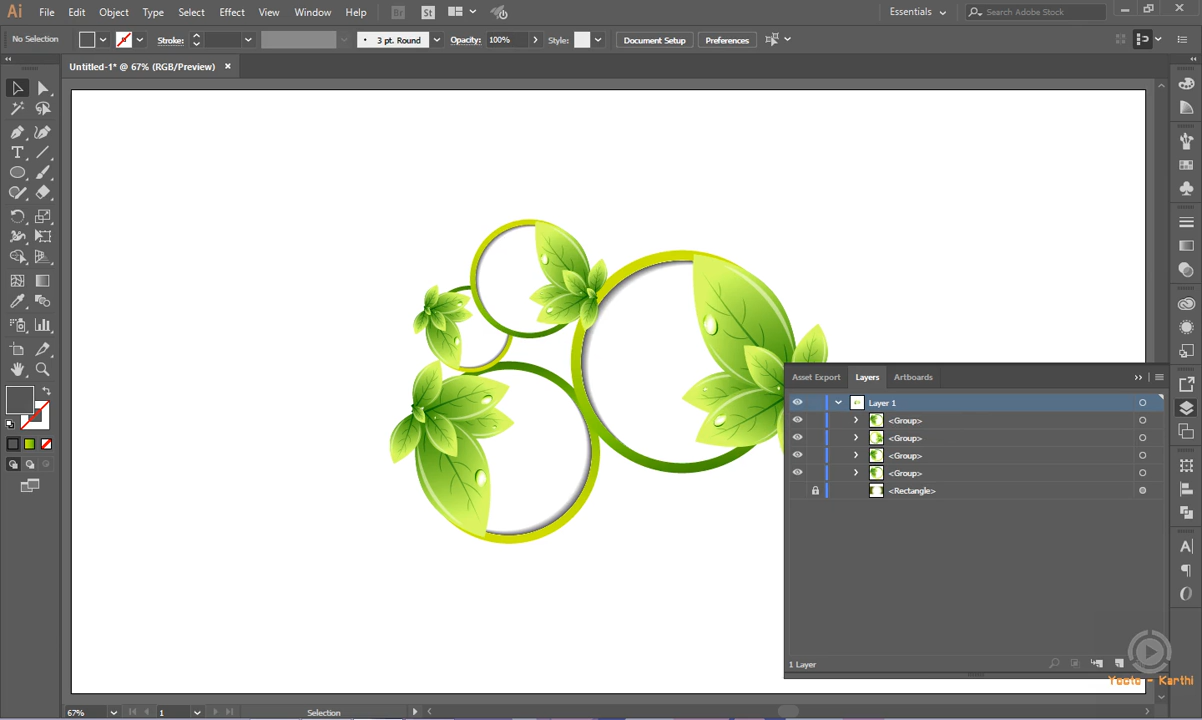 Ai File Edit Object Type Select Effect View Window Help Br St Essentials Search Adobe Stock
No Selection Stroke: 3 pt. Round Opacity: 100% Style: Document Setup Preferences
Untitled-1* @ 67% (RGB/Preview)
Asset Export Layers Artboards
Layer 1
<Group>
<Group>
<Group>
<Group>
<Rectangle>
1 Layer
67% 1 Selection